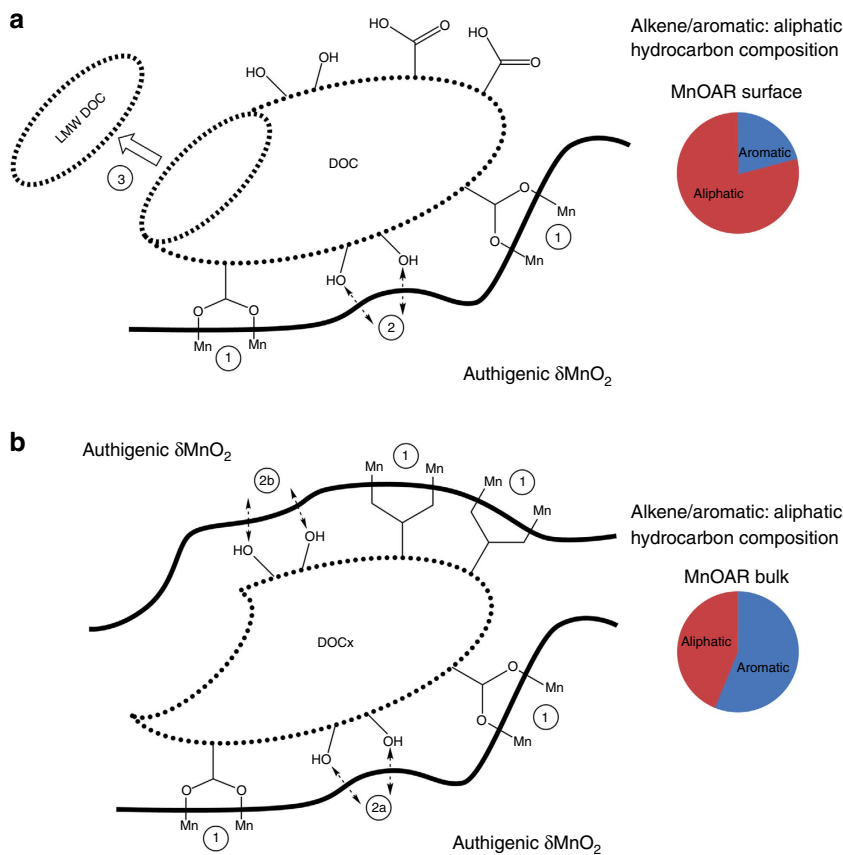 a
HO
OH
HO
O
HO
O
Alkene/aromatic: aliphatic
hydrocarbon composition
MnOAR surface
Aromatic
Aliphatic
LMW DOC
3
DOC
O
Mn
1
O
Mn
HO
OH
O
O
2
Mn
1
Mn
Authigenic δMnO₂
b
Authigenic δMnO₂
1
Mn
Mn
1
Mn
Mn
2b
HO
OH
Alkene/aromatic: aliphatic
hydrocarbon composition
MnOAR bulk
Aliphatic
Aromatic
DOCx
O
Mn
1
O
Mn
HO
OH
O
O
2a
Mn
1
Mn
Authigenic δMnO₂